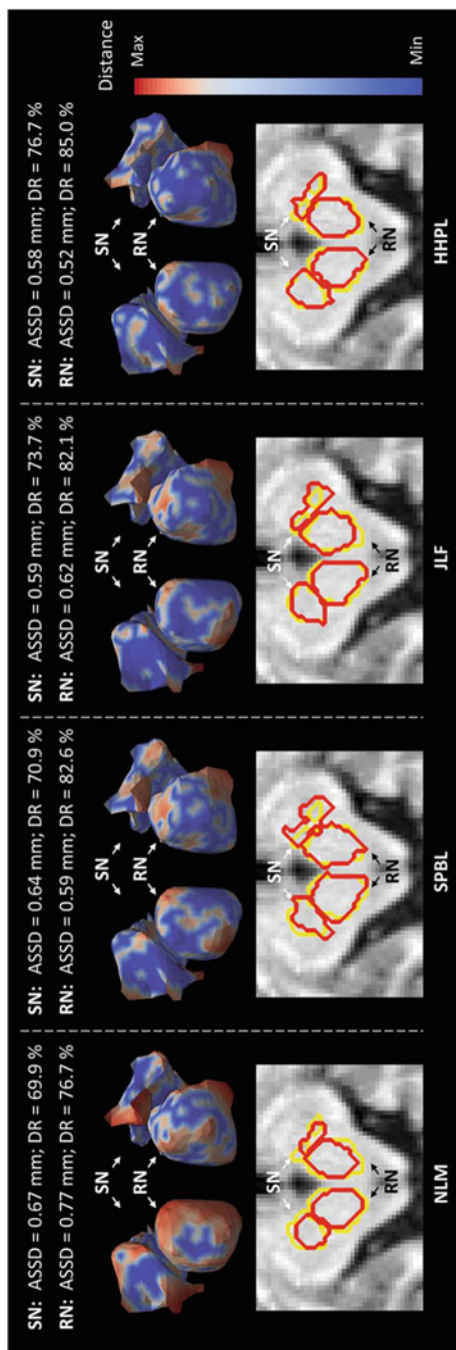 SN: ASSD = 0.67 mm; DR = 69.9 %
RN: ASSD = 0.77 mm; DR = 76.7 %
SN
RN
SN
RN
NLM
SN: ASSD = 0.64 mm; DR = 70.9 %
RN: ASSD = 0.59 mm; DR = 82.6 %
SN
RN
SN
RN
SPBL
SN: ASSD = 0.59 mm; DR = 73.7 %
RN: ASSD = 0.62 mm; DR = 82.1 %
SN
RN
SN
RN
JLF
SN: ASSD = 0.58 mm; DR = 76.7 %
RN: ASSD = 0.52 mm; DR = 85.0 %
SN
RN
SN
RN
HHPL
Distance
Max
Min